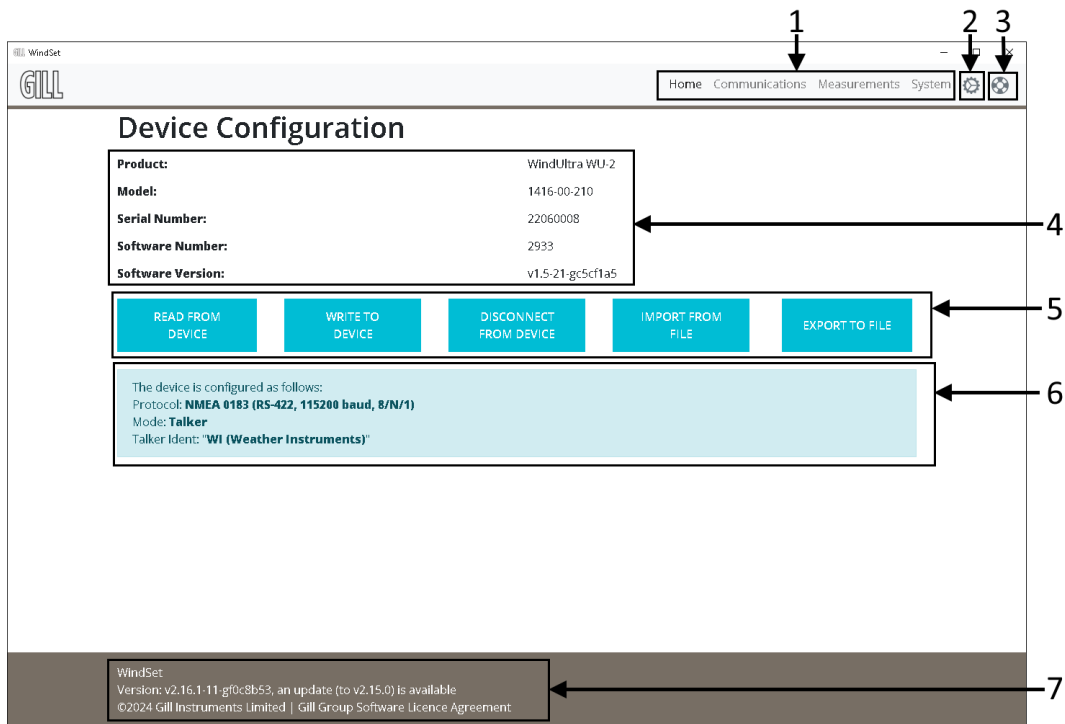 1 2 3
WindSet
GILL
Home Communications Measurements System
Device Configuration
Product: WindUltra WU-2
Model: 1416-00-210
Serial Number: 22060008
Software Number: 2933
Software Version: v1.5-21-gc5cf1a5
4
READ FROM DEVICE
WRITE TO DEVICE
DISCONNECT FROM DEVICE
IMPORT FROM FILE
EXPORT TO FILE
5
The device is configured as follows:
Protocol: NMEA 0183 (RS-422, 115200 baud, 8/N/1)
Mode: Talker
Talker Ident: "WI (Weather Instruments)"
6
WindSet
Version: v2.16.1-11-gf0c8b53, an update (to v2.15.0) is available
©2024 Gill Instruments Limited | Gill Group Software Licence Agreement
7